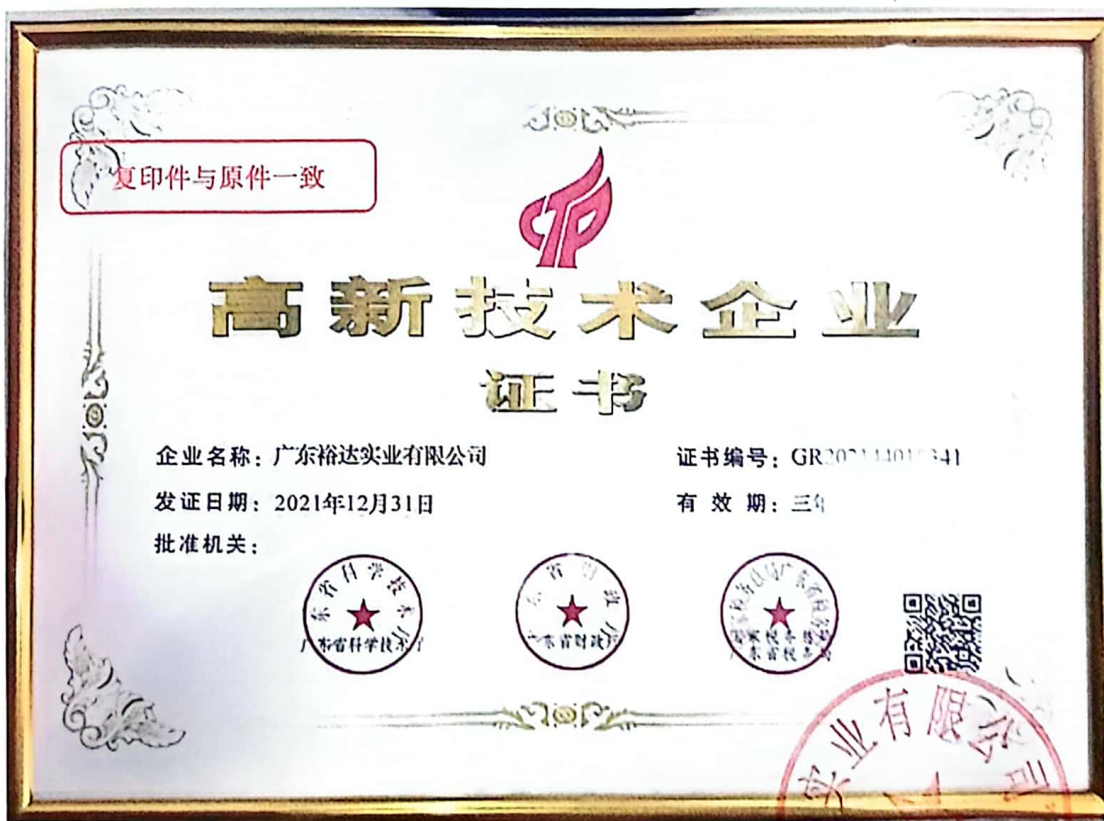 复印件与原件一致
高新技术企业
证书
企业名称：广东裕达实业有限公司
证书编号：
发证日期：2021年12月31日
有 效 期：三年
批准机关：
广东省科学技术厅
广东省财政厅
实业有限公司